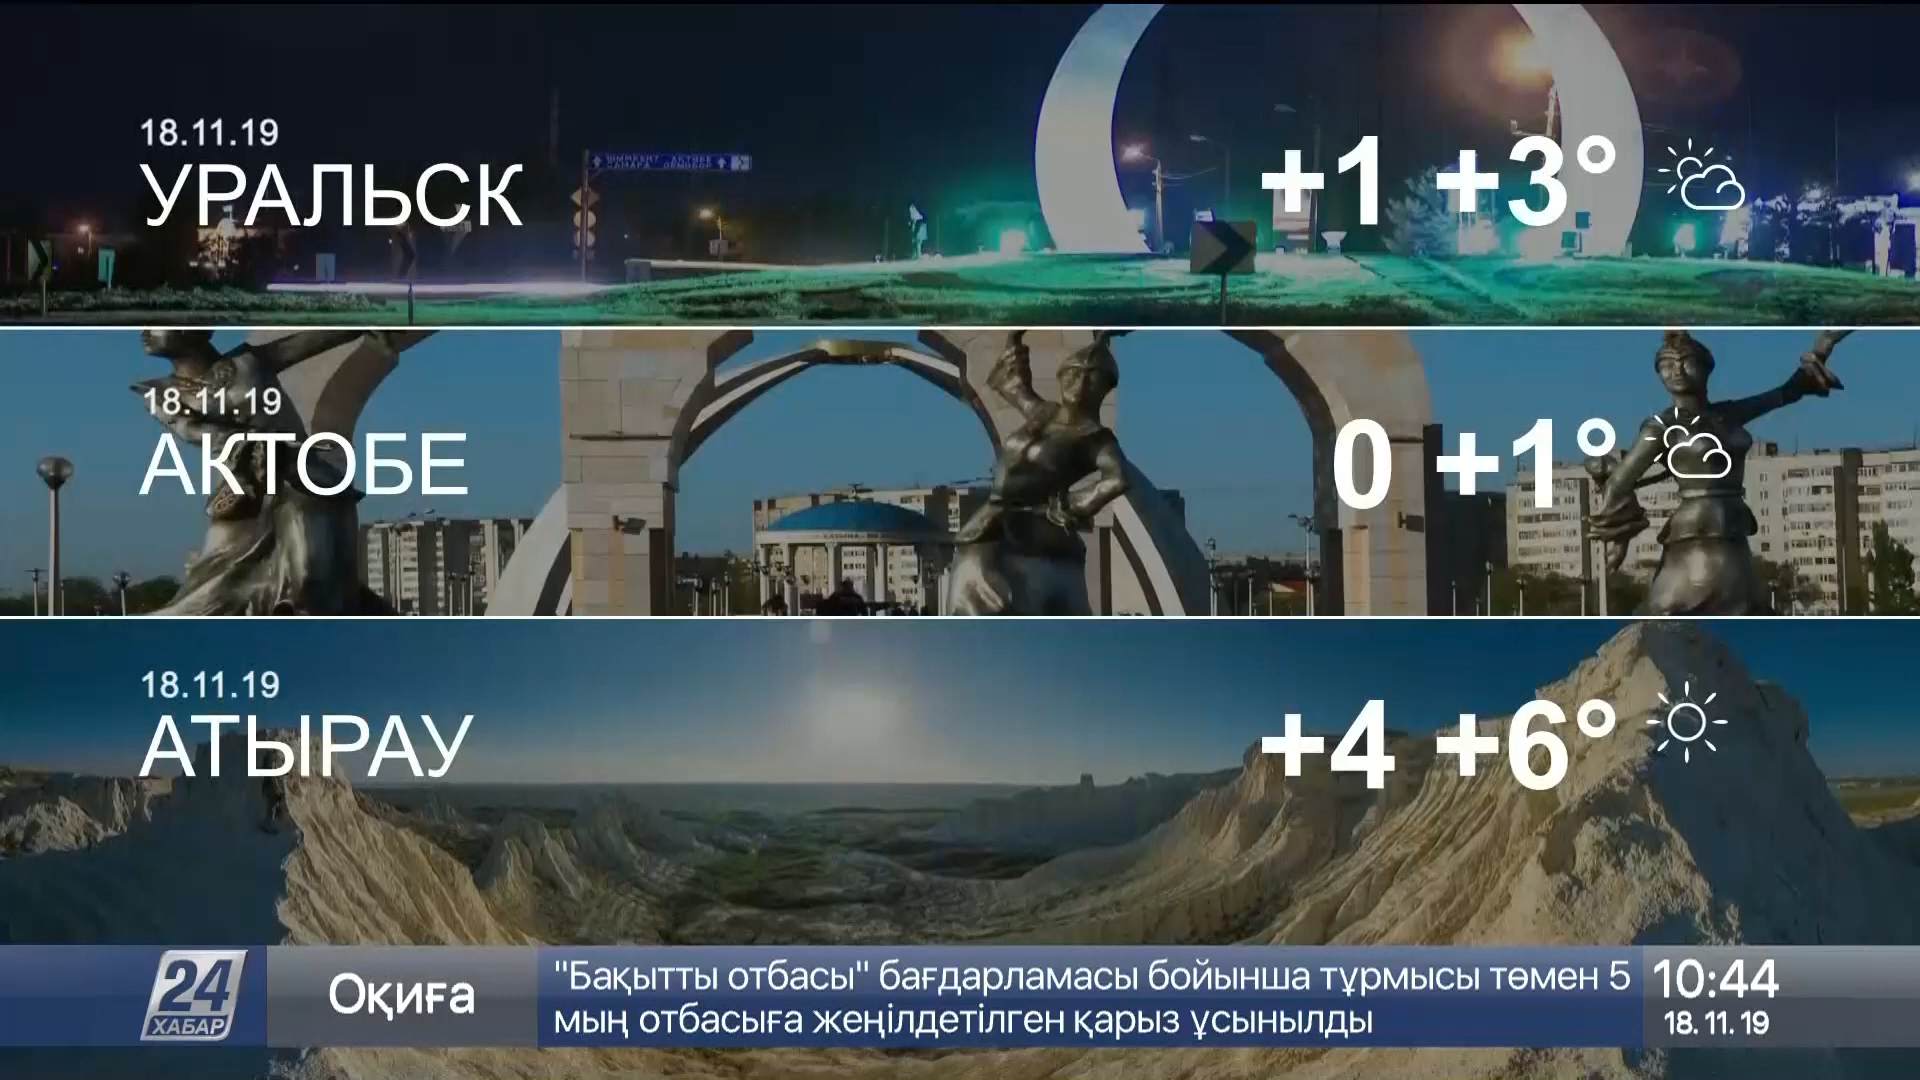 18.11.19
УРАЛЬСК
+1 +3°
18.11.19
АКТОБЕ
0 +1°
18.11.19
АТЫРАУ
+4 +6°
24
ХАБАР
Оқиға
"Бақытты отбасы" бағдарламасы бойынша тұрмысы төмен 5
мың отбасыға жеңілдетілген қарыз ұсынылды
10:44
18.11.19